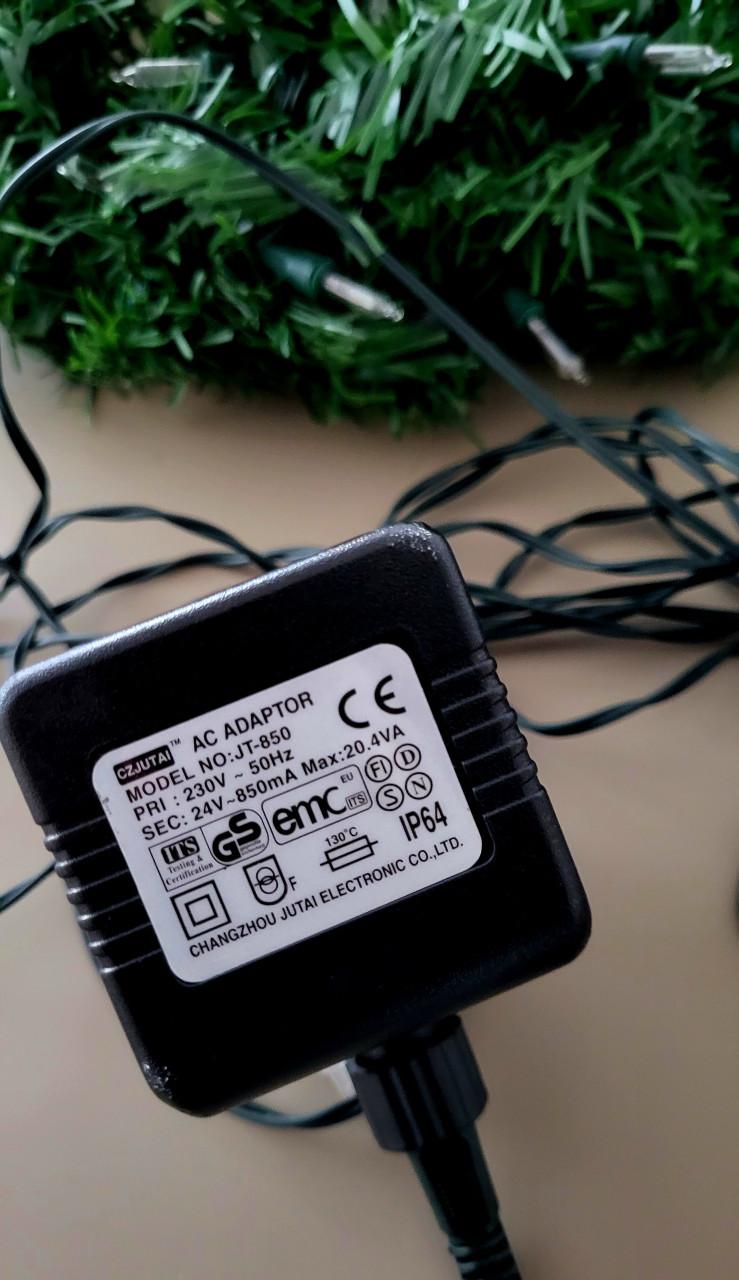 CZJUTAI™ AC ADAPTOR
MODEL NO:JT-850
PRI : 230V ~ 50Hz
SEC: 24V~850mA Max:20.4VA
CE
ITS
Testing &
Certification
GS
emc
EU
ITS
FI D
S N
130°C
F
IP64
CHANGZHOU JUTAI ELECTRONIC CO.,LTD.